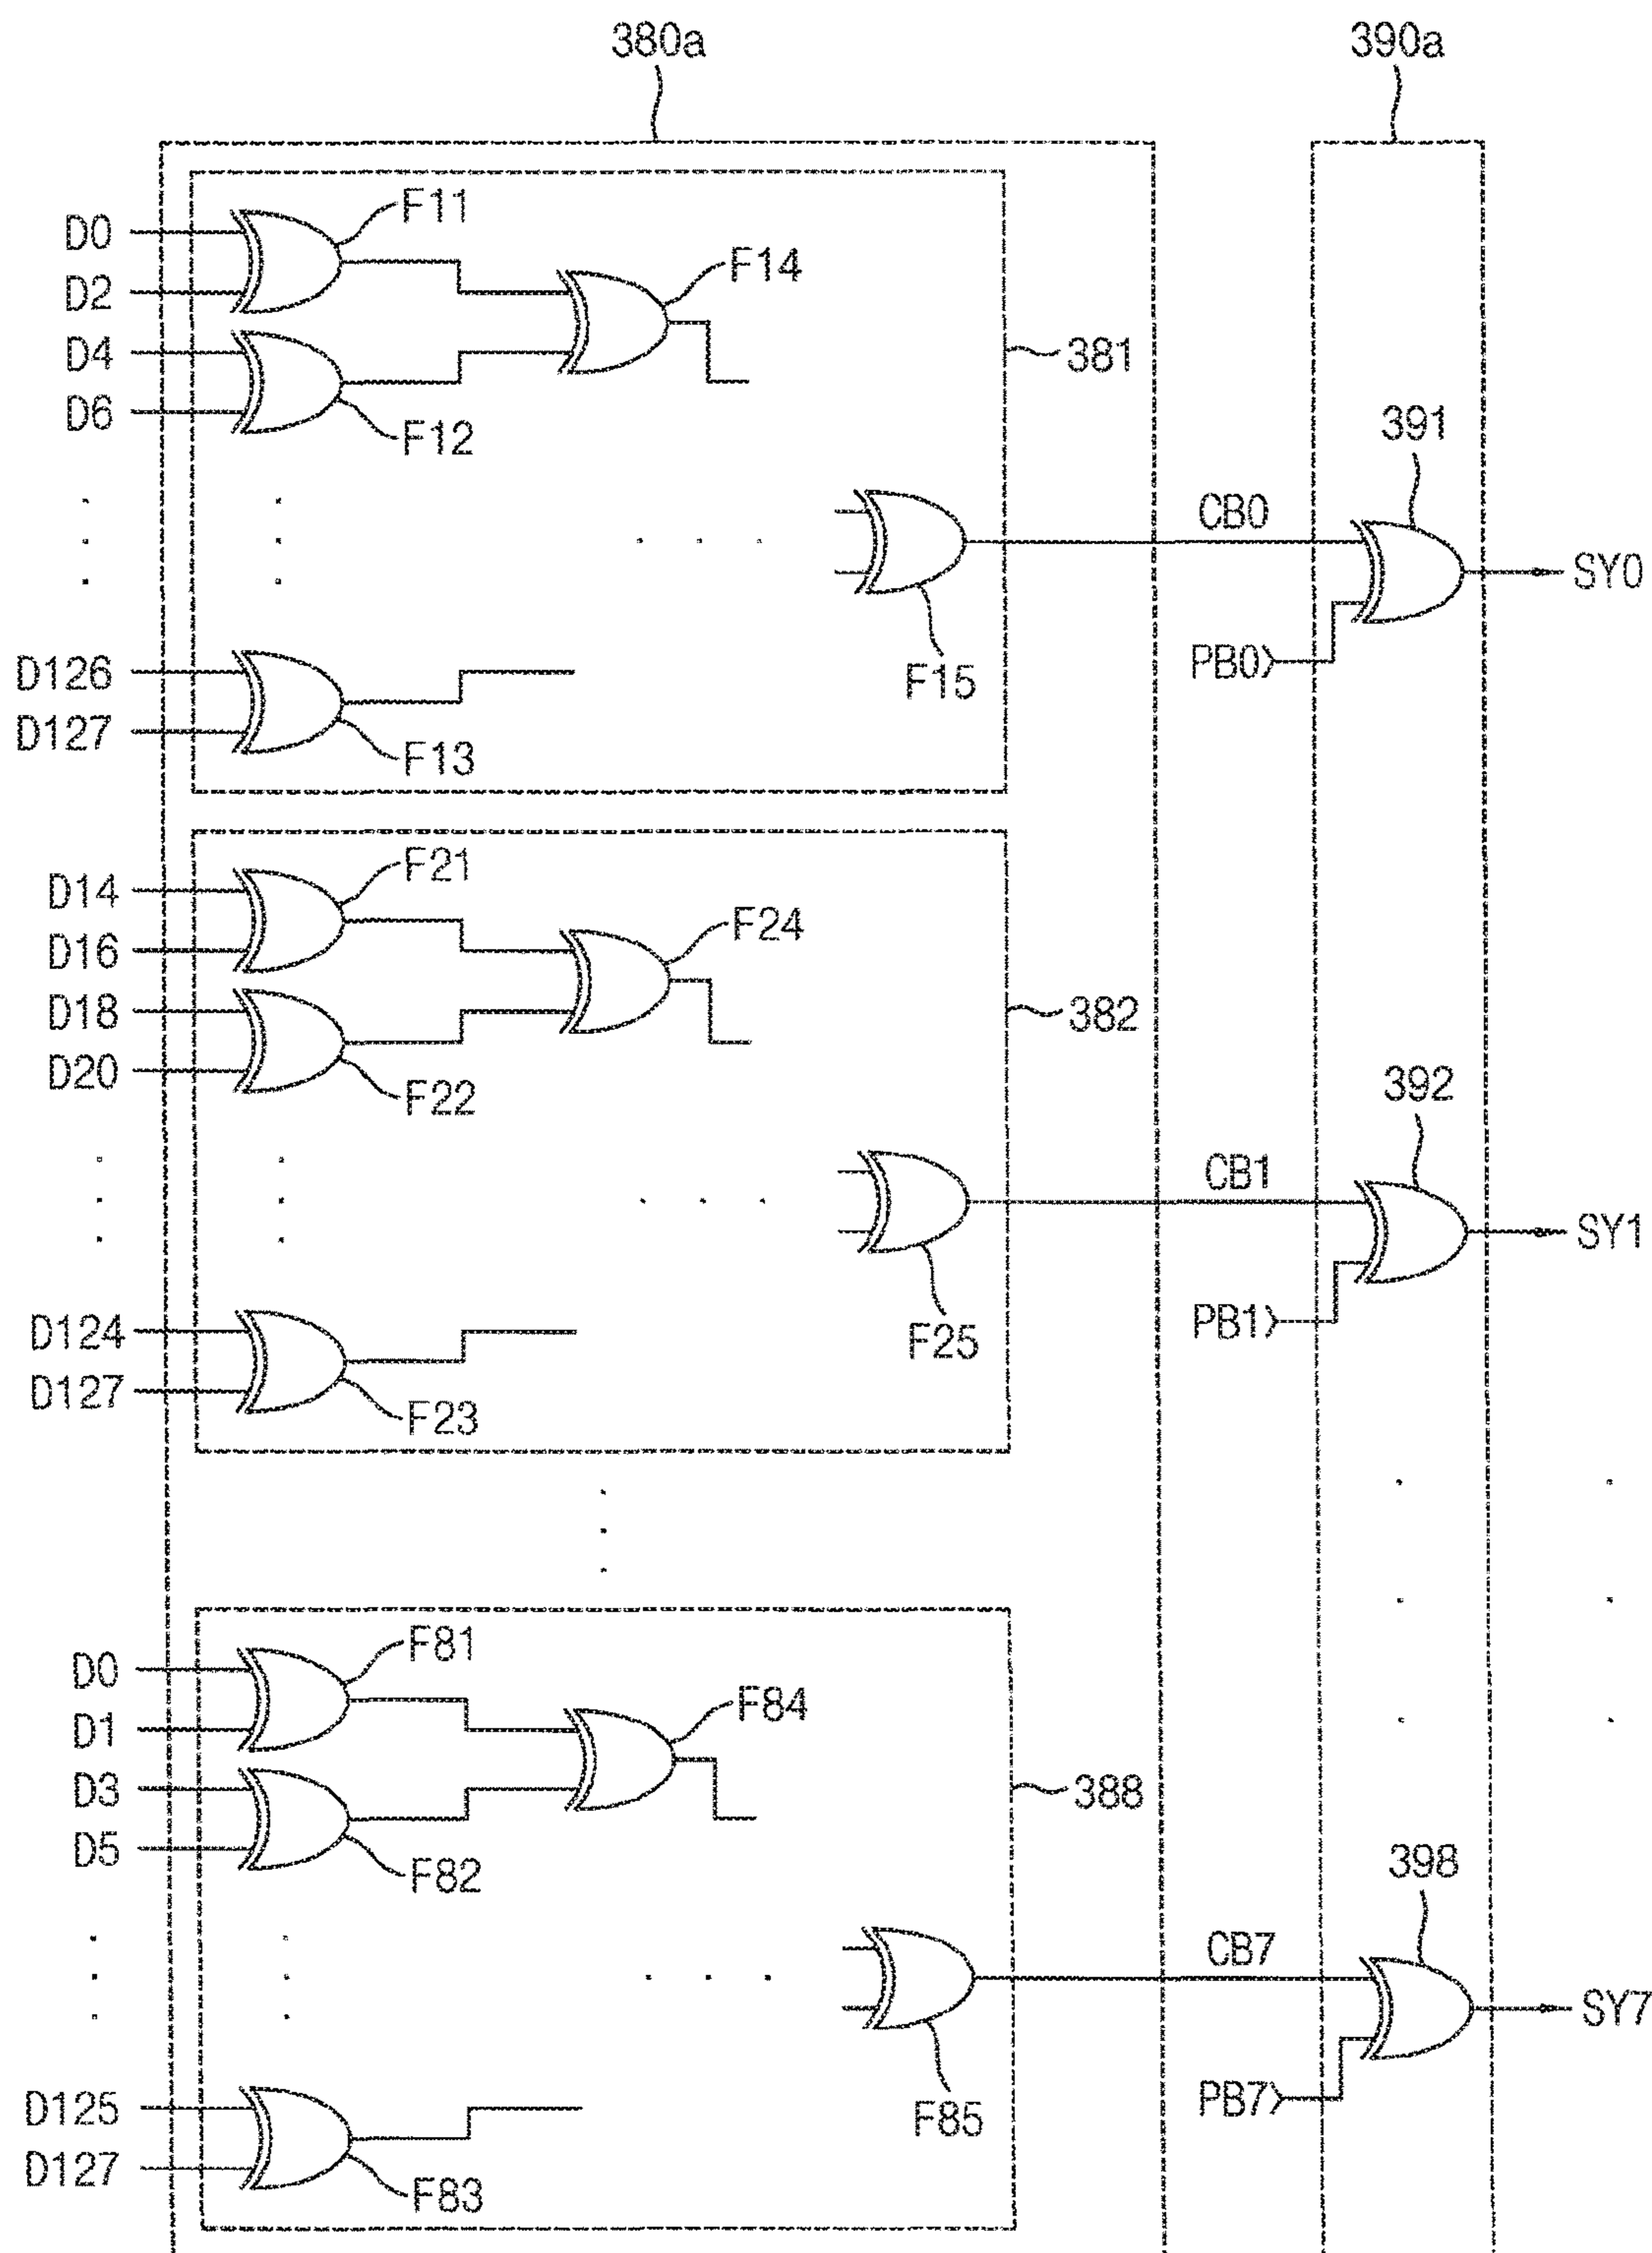 380a
390a
D0
F11
D2
F14
D4
381
D6
F12
391
CB0
SY0
PB0
F15
D126
D127
F13
D14
F21
D16
F24
D18
382
D20
F22
392
CB1
SY1
PB1
D124
F25
D127
F23
D0
F81
D1
F84
D3
388
D5
F82
398
CB7
SY7
PB7
D125
F85
D127
F83